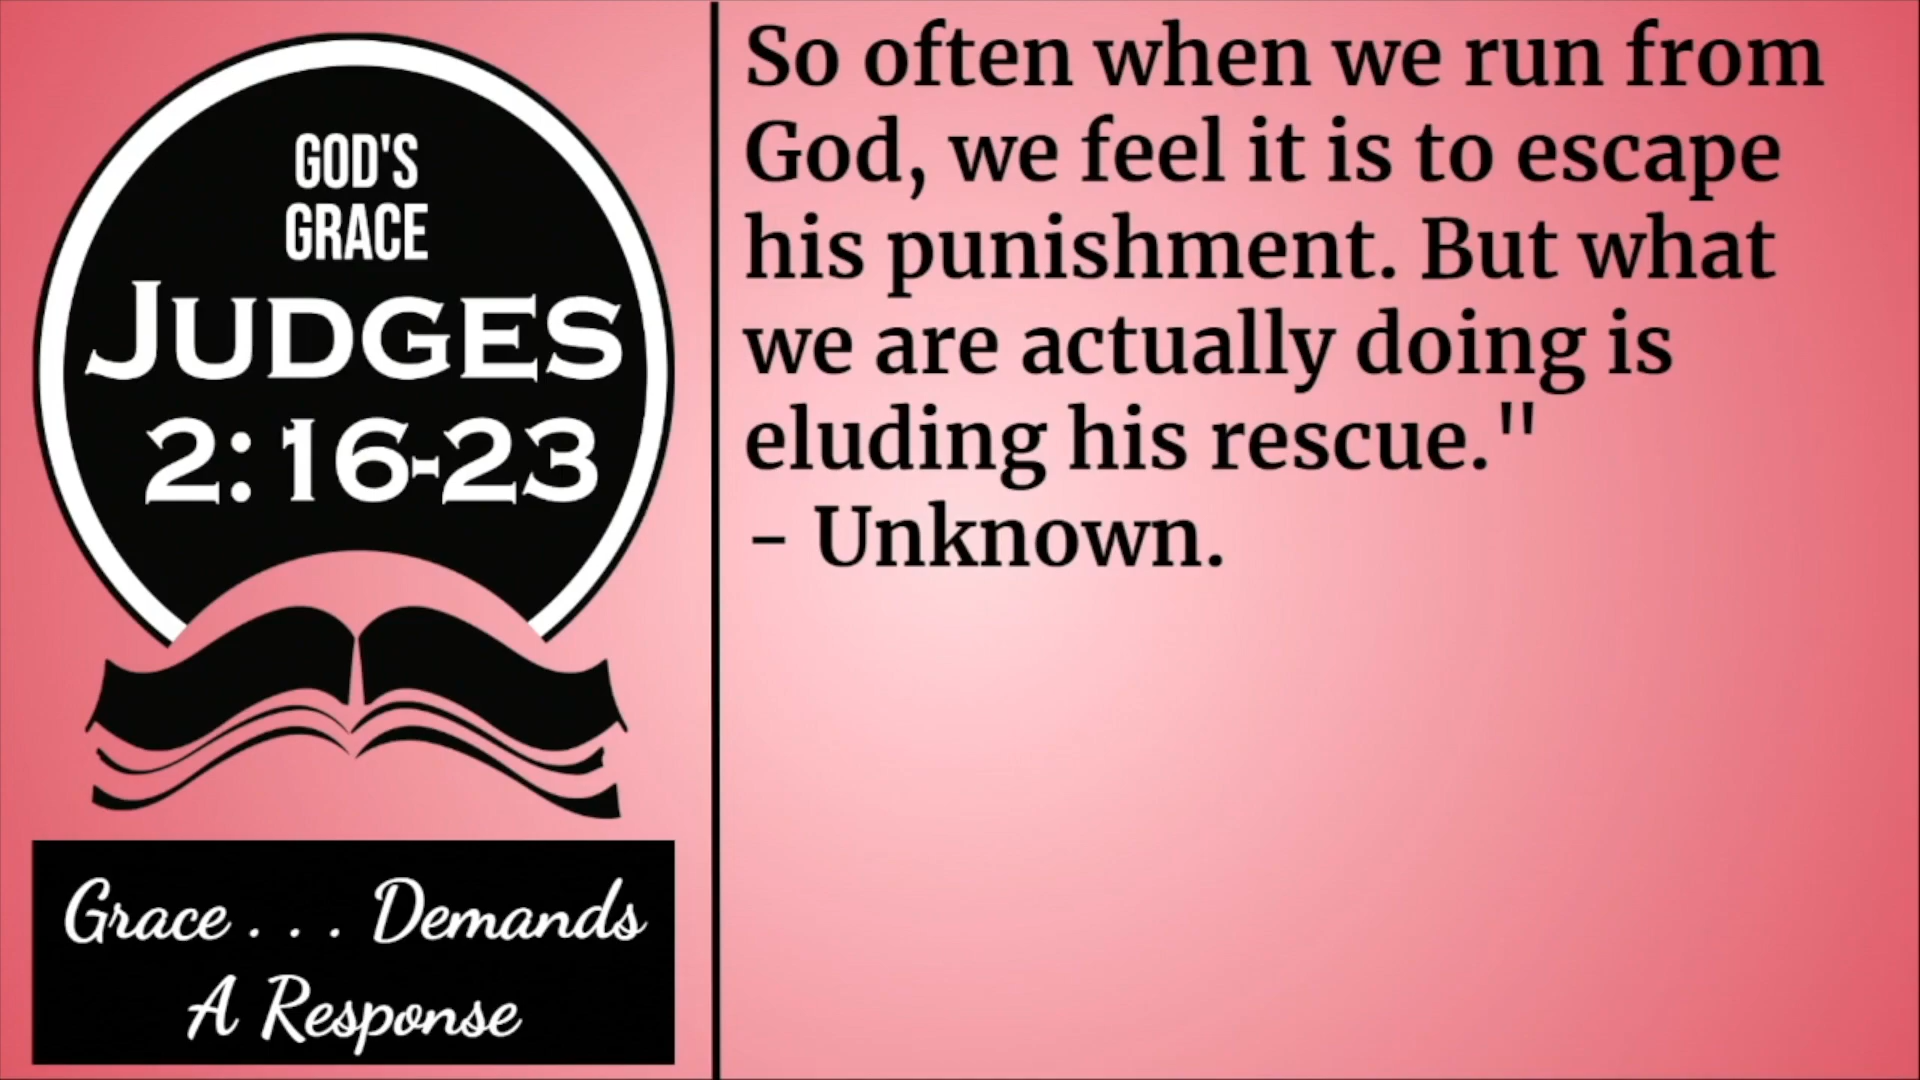 GOD'S
GRACE
JUDGES
2:16-23
Grace . . . Demands
A Response
So often when we run from
God, we feel it is to escape
his punishment. But what
we are actually doing is
eluding his rescue."
- Unknown.